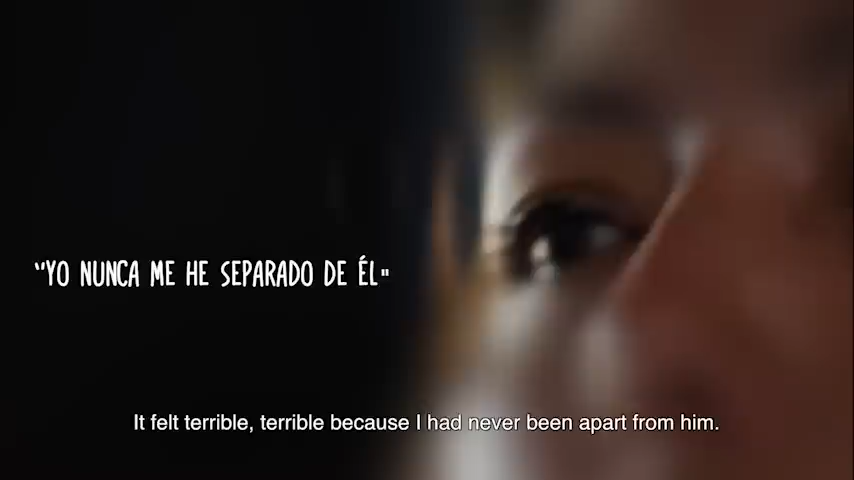 "YO NUNCA ME HE SEPARADO DE ÉL"
It felt terrible, terrible because I had never been apart from him.